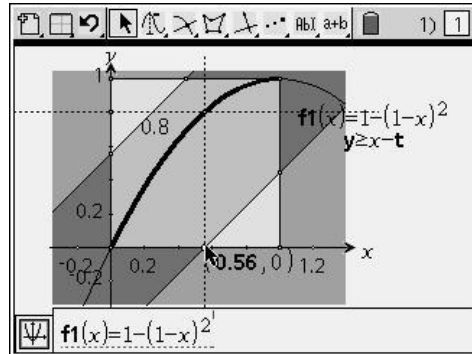 AbI a+b 1) 1
y
1
0.8
f1(x)=1-(1-x)²
y≥x-t
0.2
-0.2 0.2 (0.56 , 0) 1.2 x
-0.2
f1(x)=1-(1-x)²